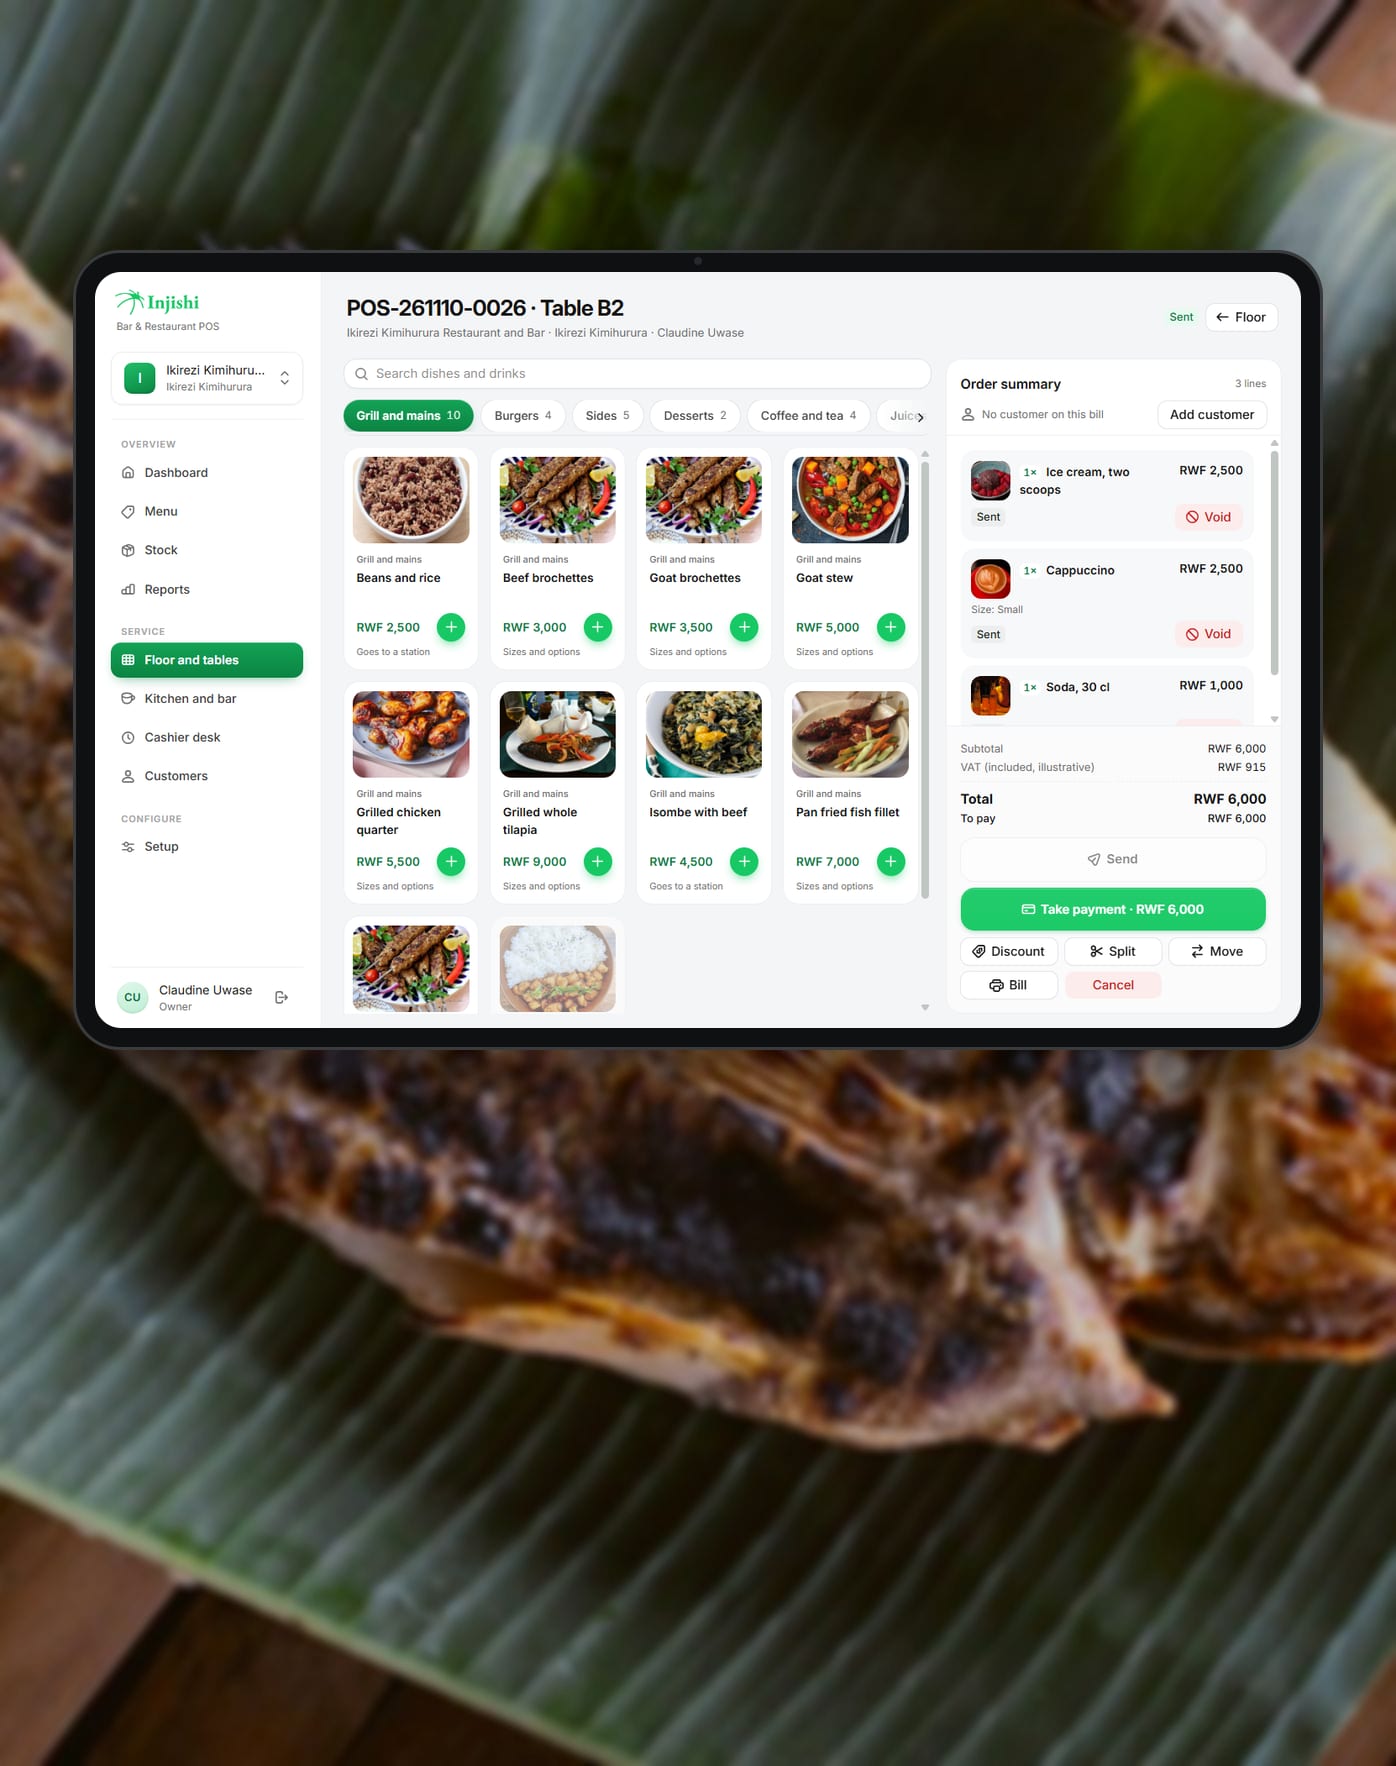 Injishi
Bar & Restaurant POS
I
Ikirezi Kimihuru...
Ikirezi Kimihurura
OVERVIEW
Dashboard
Menu
Stock
Reports
SERVICE
Floor and tables
Kitchen and bar
Cashier desk
Customers
CONFIGURE
Setup
CU
Claudine Uwase
Owner
POS-261110-0026 · Table B2
Ikirezi Kimihurura Restaurant and Bar · Ikirezi Kimihurura · Claudine Uwase
Sent
Floor
Search dishes and drinks
Grill and mains 10
Burgers 4
Sides 5
Desserts 2
Coffee and tea 4
Juices
Grill and mains
Beans and rice
RWF 2,500
Goes to a station
Grill and mains
Beef brochettes
RWF 3,000
Sizes and options
Grill and mains
Goat brochettes
RWF 3,500
Sizes and options
Grill and mains
Goat stew
RWF 5,000
Sizes and options
Grill and mains
Grilled chicken
quarter
RWF 5,500
Sizes and options
Grill and mains
Grilled whole
tilapia
RWF 9,000
Sizes and options
Grill and mains
Isombe with beef
RWF 4,500
Goes to a station
Grill and mains
Pan fried fish fillet
RWF 7,000
Sizes and options
Order summary
3 lines
No customer on this bill
Add customer
1× Ice cream, two
scoops
RWF 2,500
Sent
Void
1× Cappuccino
RWF 2,500
Size: Small
Sent
Void
1× Soda, 30 cl
RWF 1,000
Subtotal RWF 6,000
VAT (included, illustrative) RWF 915
Total RWF 6,000
To pay RWF 6,000
Send
Take payment · RWF 6,000
Discount
Split
Move
Bill
Cancel